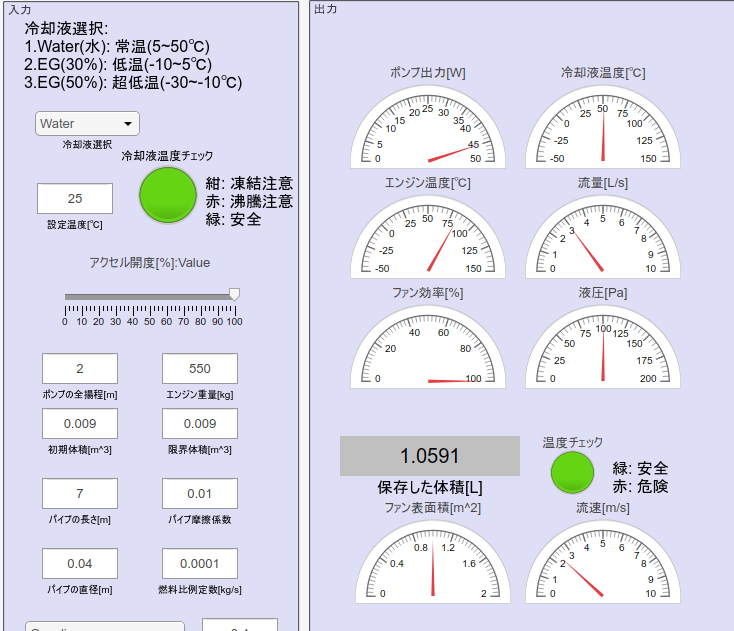 入力
冷却液選択:
1.Water(水): 常温(5~50℃)
2.EG(30%): 低温(-10~5℃)
3.EG(50%): 超低温(-30~-10℃)
Water
冷却液選択
冷却液温度チェック
紺: 凍結注意
赤: 沸騰注意
緑: 安全
25
設定温度[℃]
アクセル開度[%]:Value
0 10 20 30 40 50 60 70 80 90 100
2 550
ポンプの全揚程[m] エンジン重量[kg]
0.009 0.009
初期体積[m^3] 限界体積[m^3]
7 0.01
パイプの長さ[m] パイプ摩擦係数
0.04 0.0001
パイプの直径[m] 燃料比例定数[kg/s]
出力
ポンプ出力[W]
0 5 10 15 20 25 30 35 40 45 50
冷却液温度[℃]
-50 -25 0 25 50 75 100 125 150
エンジン温度[℃]
-50 -25 0 25 50 75 100 125 150
流量[L/s]
0 1 2 3 4 5 6 7 8 9 10
ファン効率[%]
0 20 40 60 80 100
液圧[Pa]
0 25 50 75 100 125 150 175 200
1.0591
保存した体積[L]
温度チェック
緑: 安全
赤: 危険
ファン表面積[m^2]
0 0.4 0.8 1.2 1.6 2
流速[m/s]
0 1 2 3 4 5 6 7 8 9 10